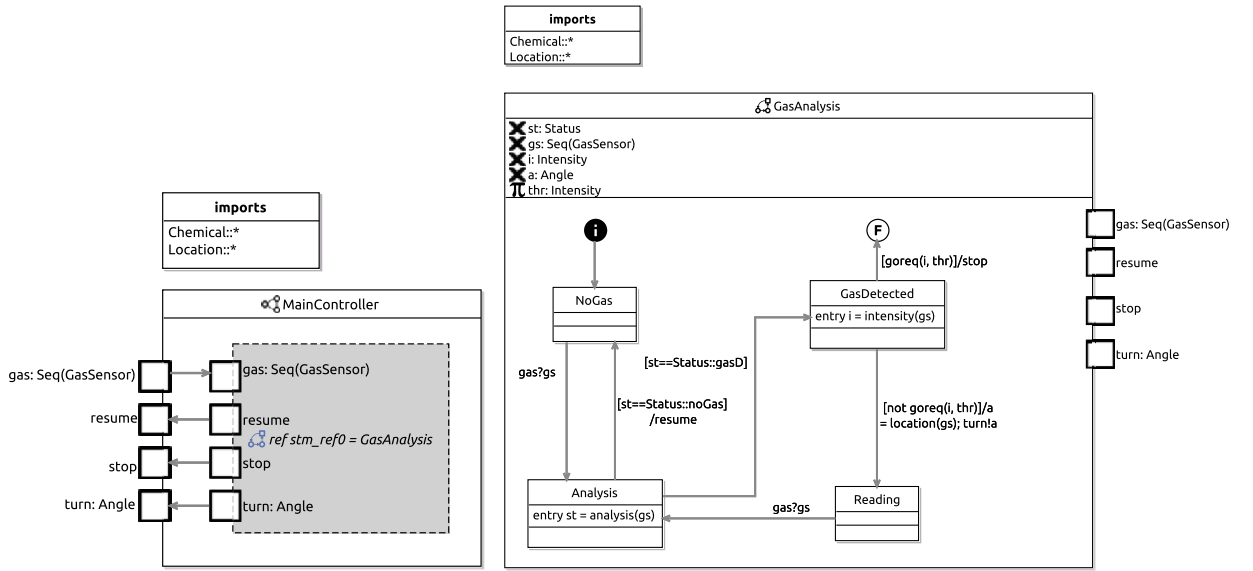 imports
Chemical::*
Location::*
MainController
gas: Seq(GasSensor)
resume
stop
turn: Angle
gas: Seq(GasSensor)
resume
ref stm_ref0 = GasAnalysis
stop
turn: Angle
imports
Chemical::*
Location::*
GasAnalysis
st: Status
gs: Seq(GasSensor)
i: Intensity
a: Angle
π thr: Intensity
i
F
[goreq(i, thr)]/stop
NoGas
GasDetected
entry i = intensity(gs)
gas?gs
[st==Status::gasD]
[st==Status::noGas]
/resume
[not goreq(i, thr)]/a
= location(gs); turn!a
Analysis
entry st = analysis(gs)
gas?gs
Reading
gas: Seq(GasSensor)
resume
stop
turn: Angle